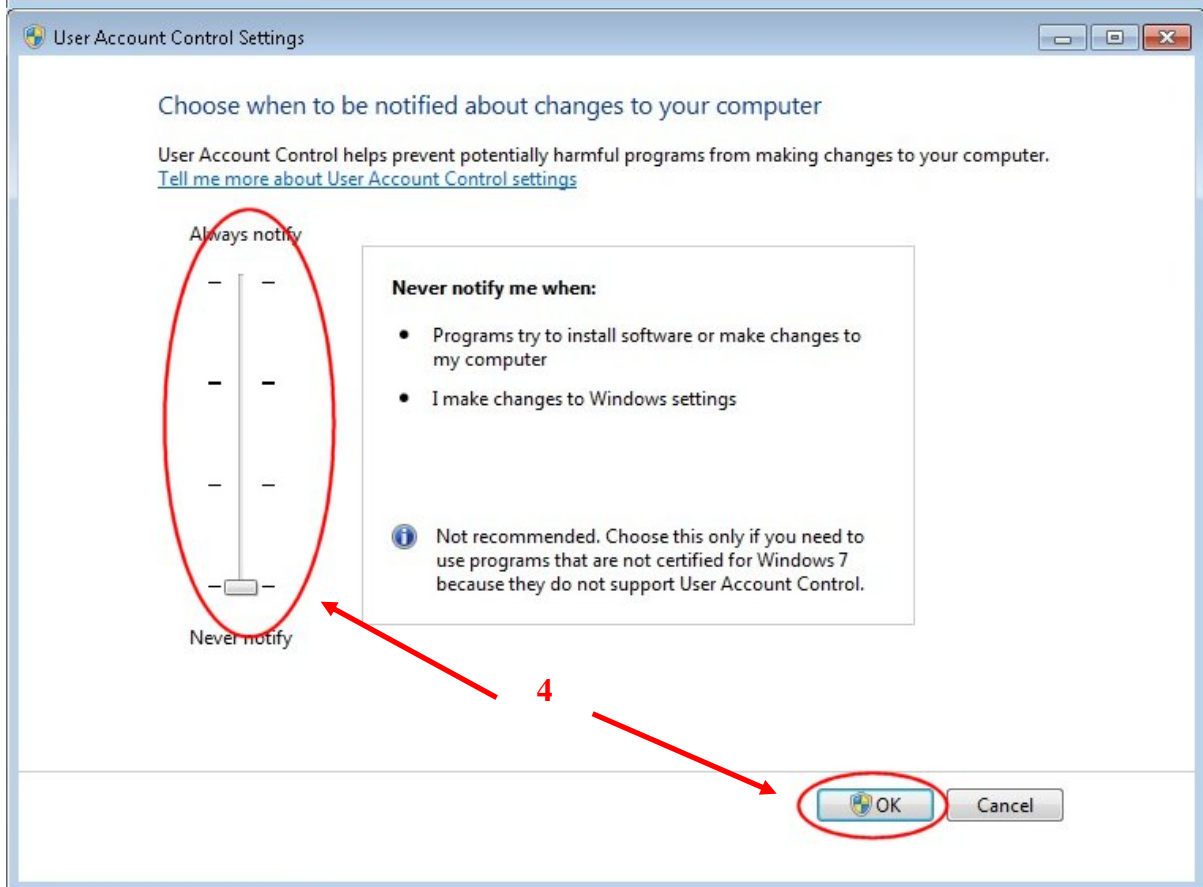 User Account Control Settings
Choose when to be notified about changes to your computer
User Account Control helps prevent potentially harmful programs from making changes to your computer.
Tell me more about User Account Control settings
Always notify
Never notify me when:
• Programs try to install software or make changes to
my computer
• I make changes to Windows settings
Not recommended. Choose this only if you need to
use programs that are not certified for Windows 7
because they do not support User Account Control.
Never notify
4
OK
Cancel